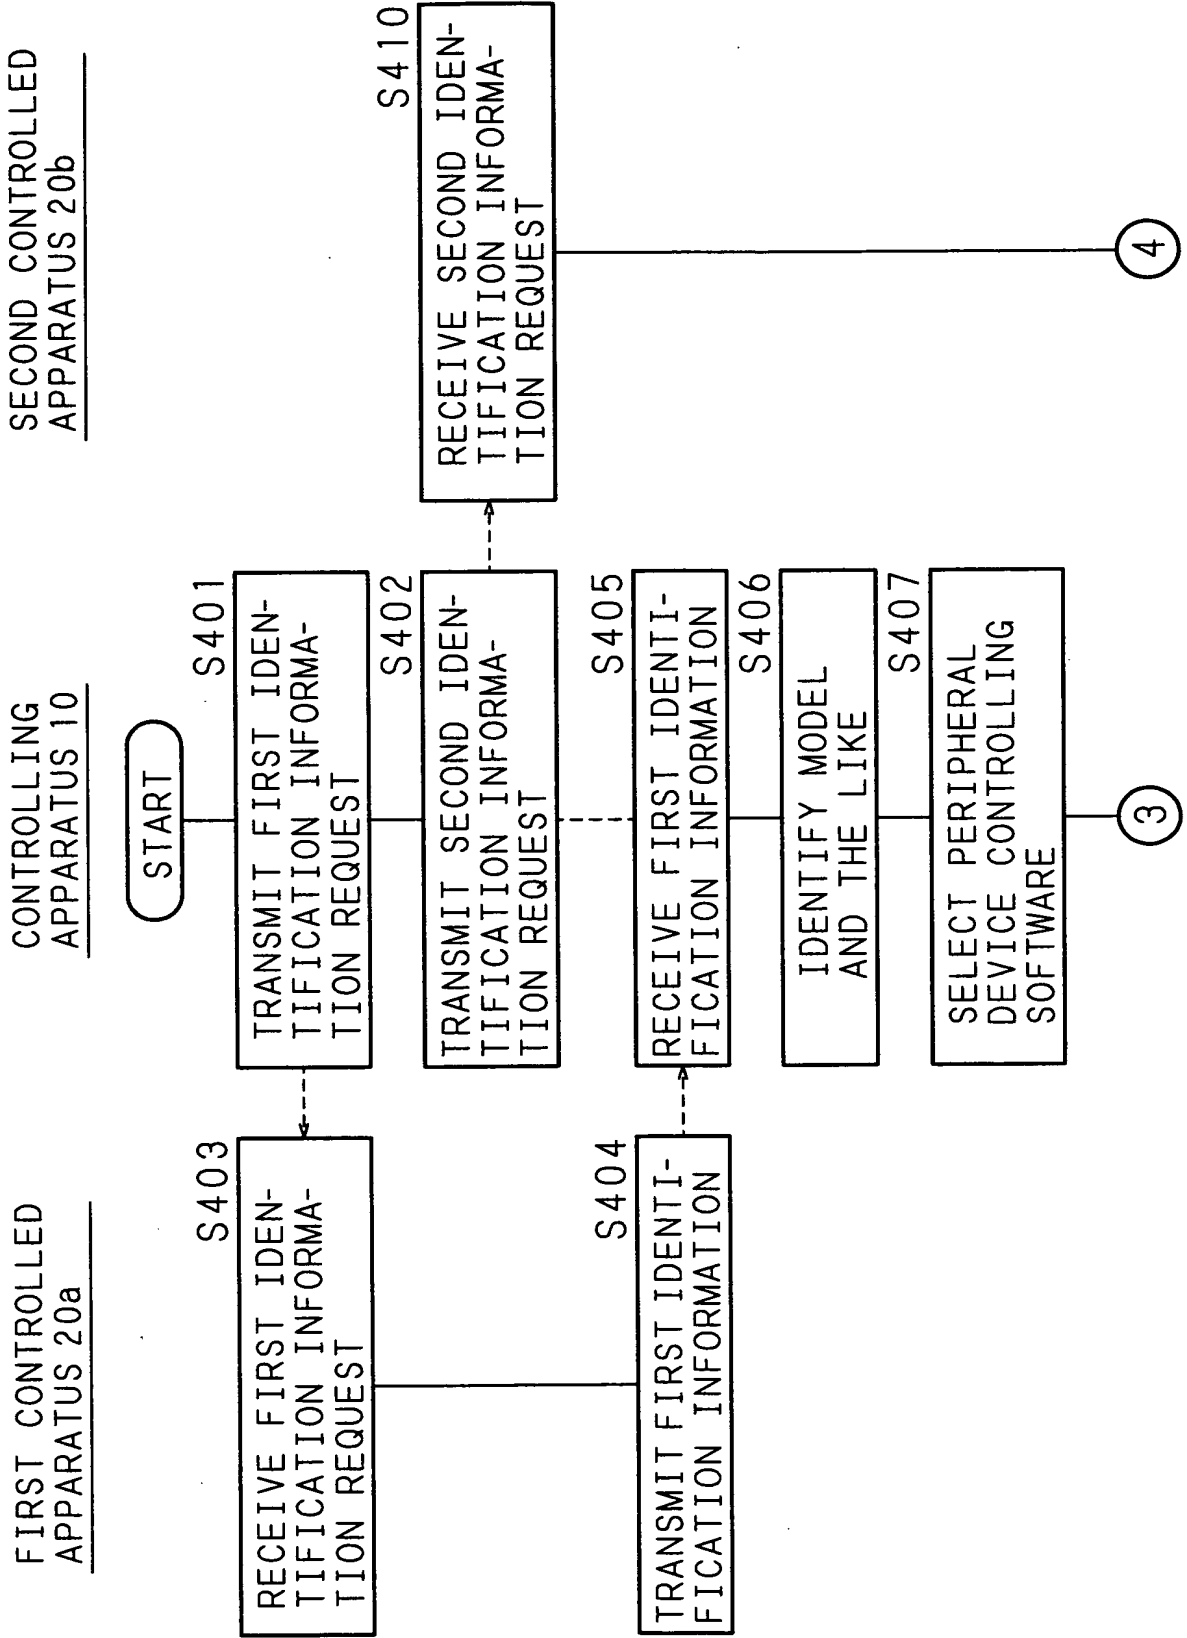 FIRST CONTROLLED
APPARATUS 20a
CONTROLLING
APPARATUS 10
SECOND CONTROLLED
APPARATUS 20b
START
S401
TRANSMIT FIRST IDEN-
TIFICATION INFORMA-
TION REQUEST
S403
RECEIVE FIRST IDEN-
TIFICATION INFORMA-
TION REQUEST
S402
TRANSMIT SECOND IDEN-
TIFICATION INFORMA-
TION REQUEST
S410
RECEIVE SECOND IDEN-
TIFICATION INFORMA-
TION REQUEST
S404
TRANSMIT FIRST IDENTI-
FICATION INFORMATION
S405
RECEIVE FIRST IDENTI-
FICATION INFORMATION
S406
IDENTIFY MODEL
AND THE LIKE
S407
SELECT PERIPHERAL
DEVICE CONTROLLING
SOFTWARE
3
4